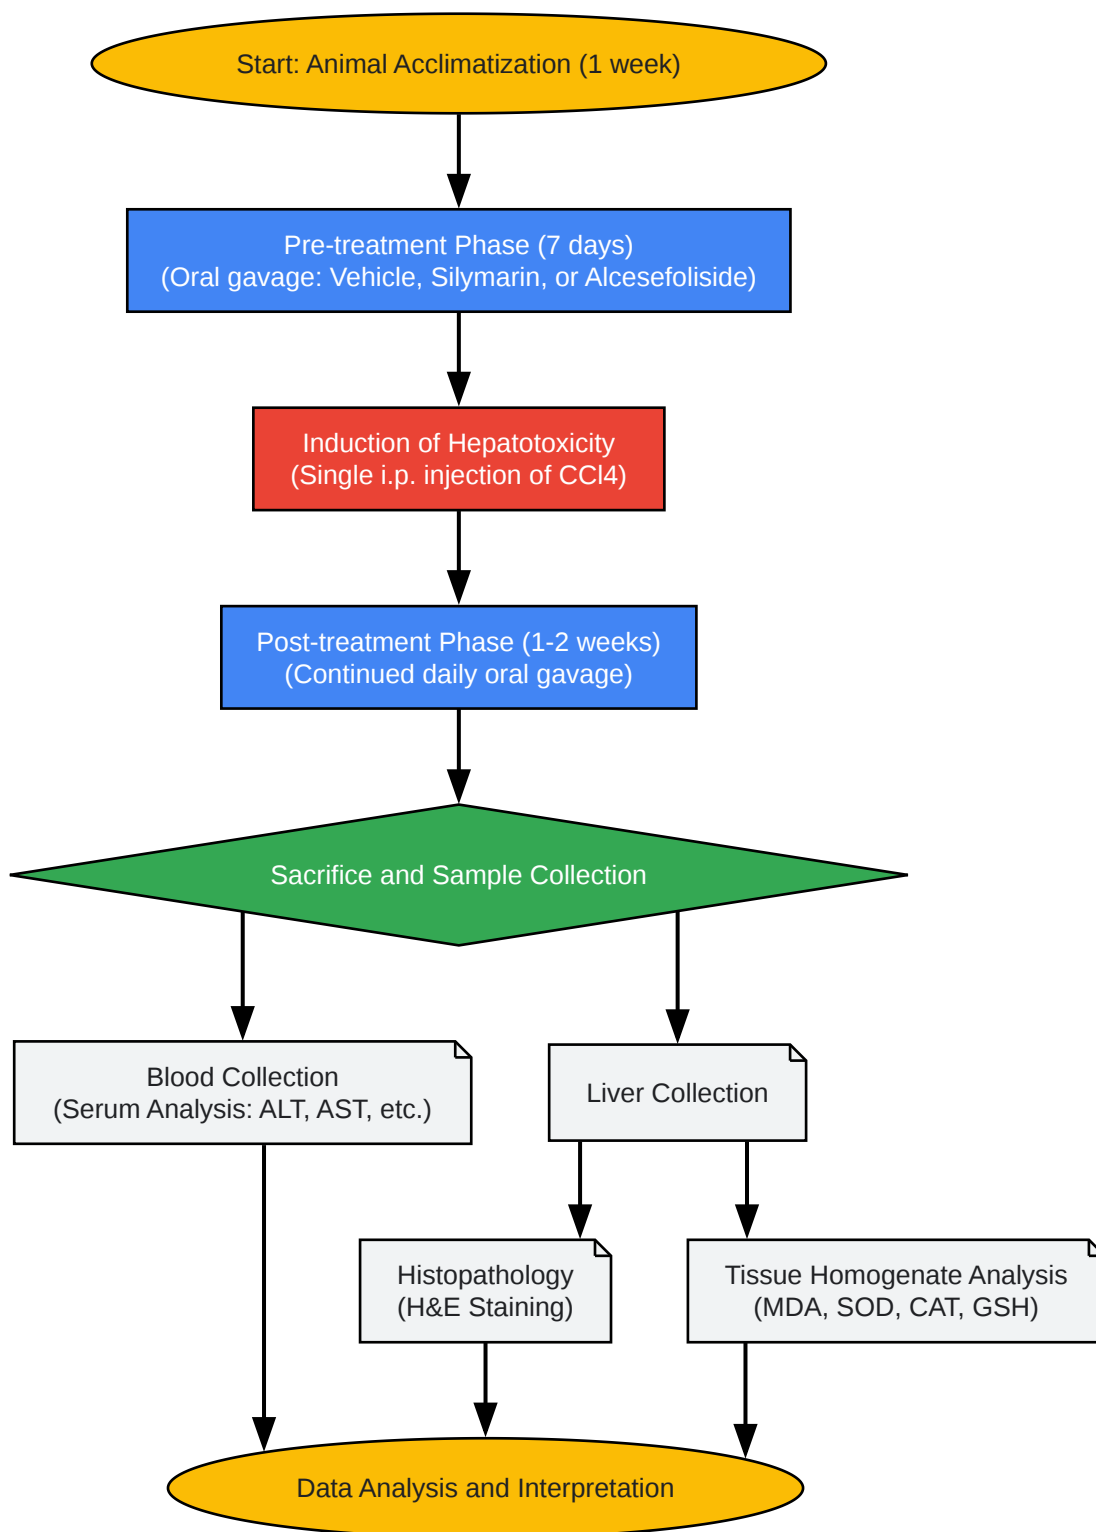 Start: Animal Acclimatization (1 week)
Pre-treatment Phase (7 days)
(Oral gavage: Vehicle, Silymarin, or Alcesefoliside)
Induction of Hepatotoxicity
(Single i.p. injection of CCl4)
Post-treatment Phase (1-2 weeks)
(Continued daily oral gavage)
Sacrifice and Sample Collection
Blood Collection
(Serum Analysis: ALT, AST, etc.)
Liver Collection
Histopathology
(H&E Staining)
Tissue Homogenate Analysis
(MDA, SOD, CAT, GSH)
Data Analysis and Interpretation